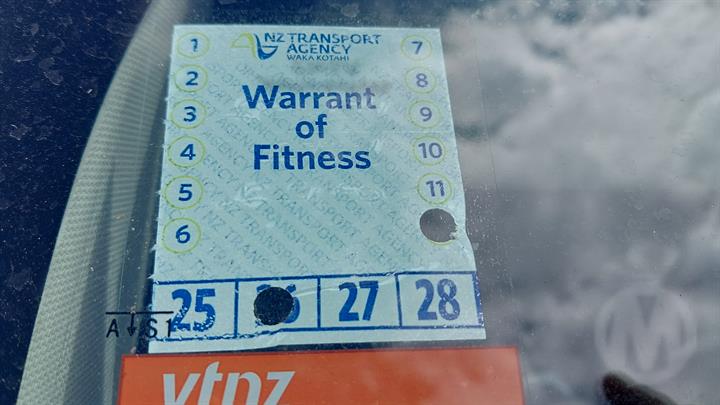 NZ TRANSPORT
AGENCY
WAKA KOTAHI
1 7
2 8
3 9
4 10
5 11
6
Warrant
of
Fitness
25 27 28
A↓S1
vtnz
M